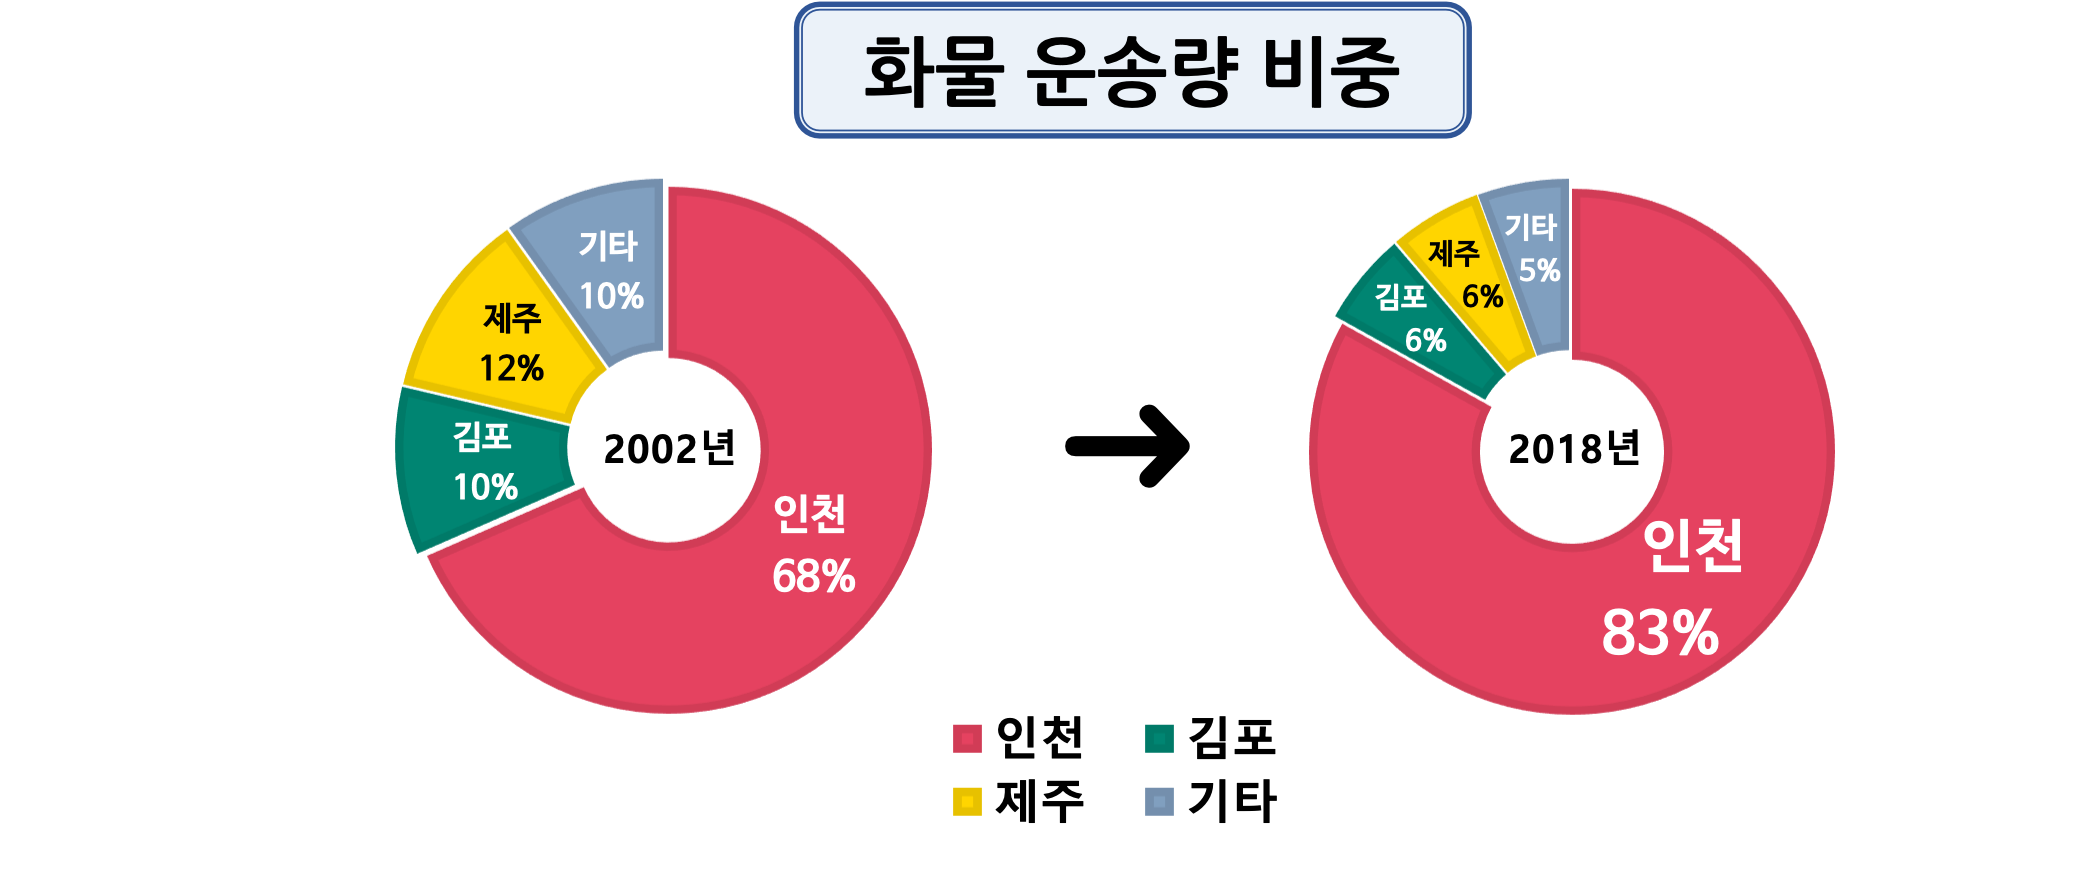 화물 운송량 비중
기타
10%
제주
12%
김포
10%
2002년
인천
68%
기타
5%
제주
6%
김포
6%
2018년
인천
83%
인천
김포
제주
기타